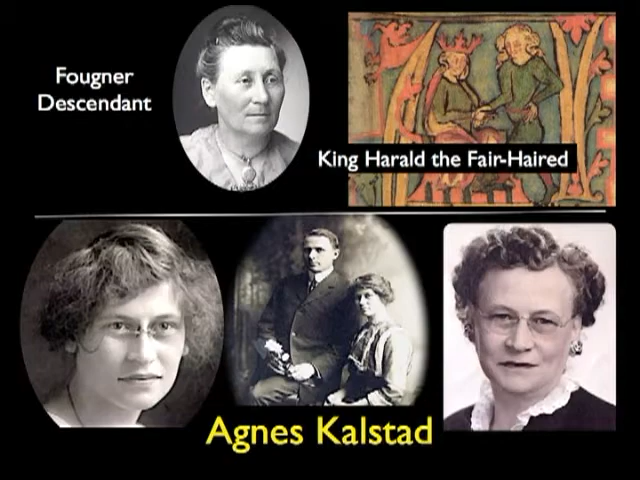 Fougner
Descendant
King Harald the Fair-Haired
Agnes Kalstad